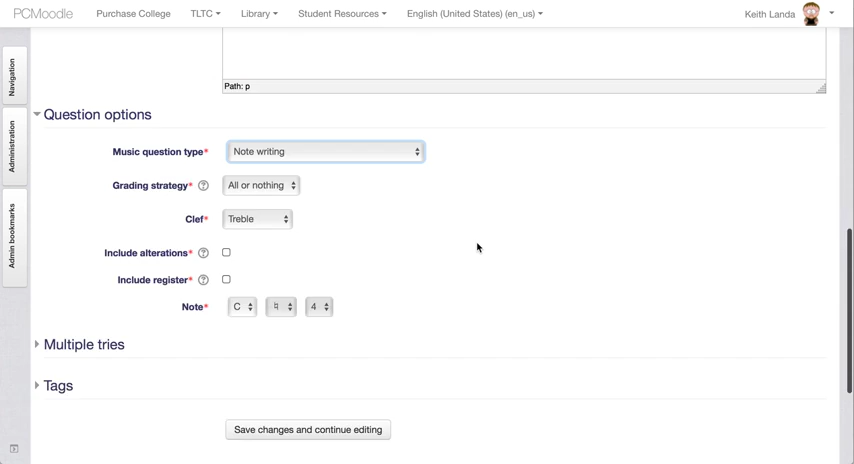 PCMoodle Purchase College TLTC Library Student Resources English (United States) (en_us) Keith Landa
Navigation
Administration
Admin bookmarks
Path: p
Question options
Music question type* Note writing
Grading strategy* ? All or nothing
Clef* Treble
Include alterations* ?
Include register* ?
Note* C ♮ 4
Multiple tries
Tags
Save changes and continue editing